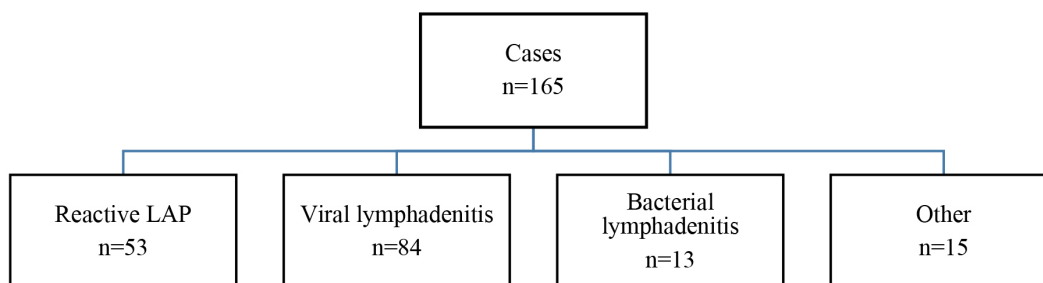 Cases
n=165
Reactive LAP
n=53
Viral lymphadenitis
n=84
Bacterial
lymphadenitis
n=13
Other
n=15